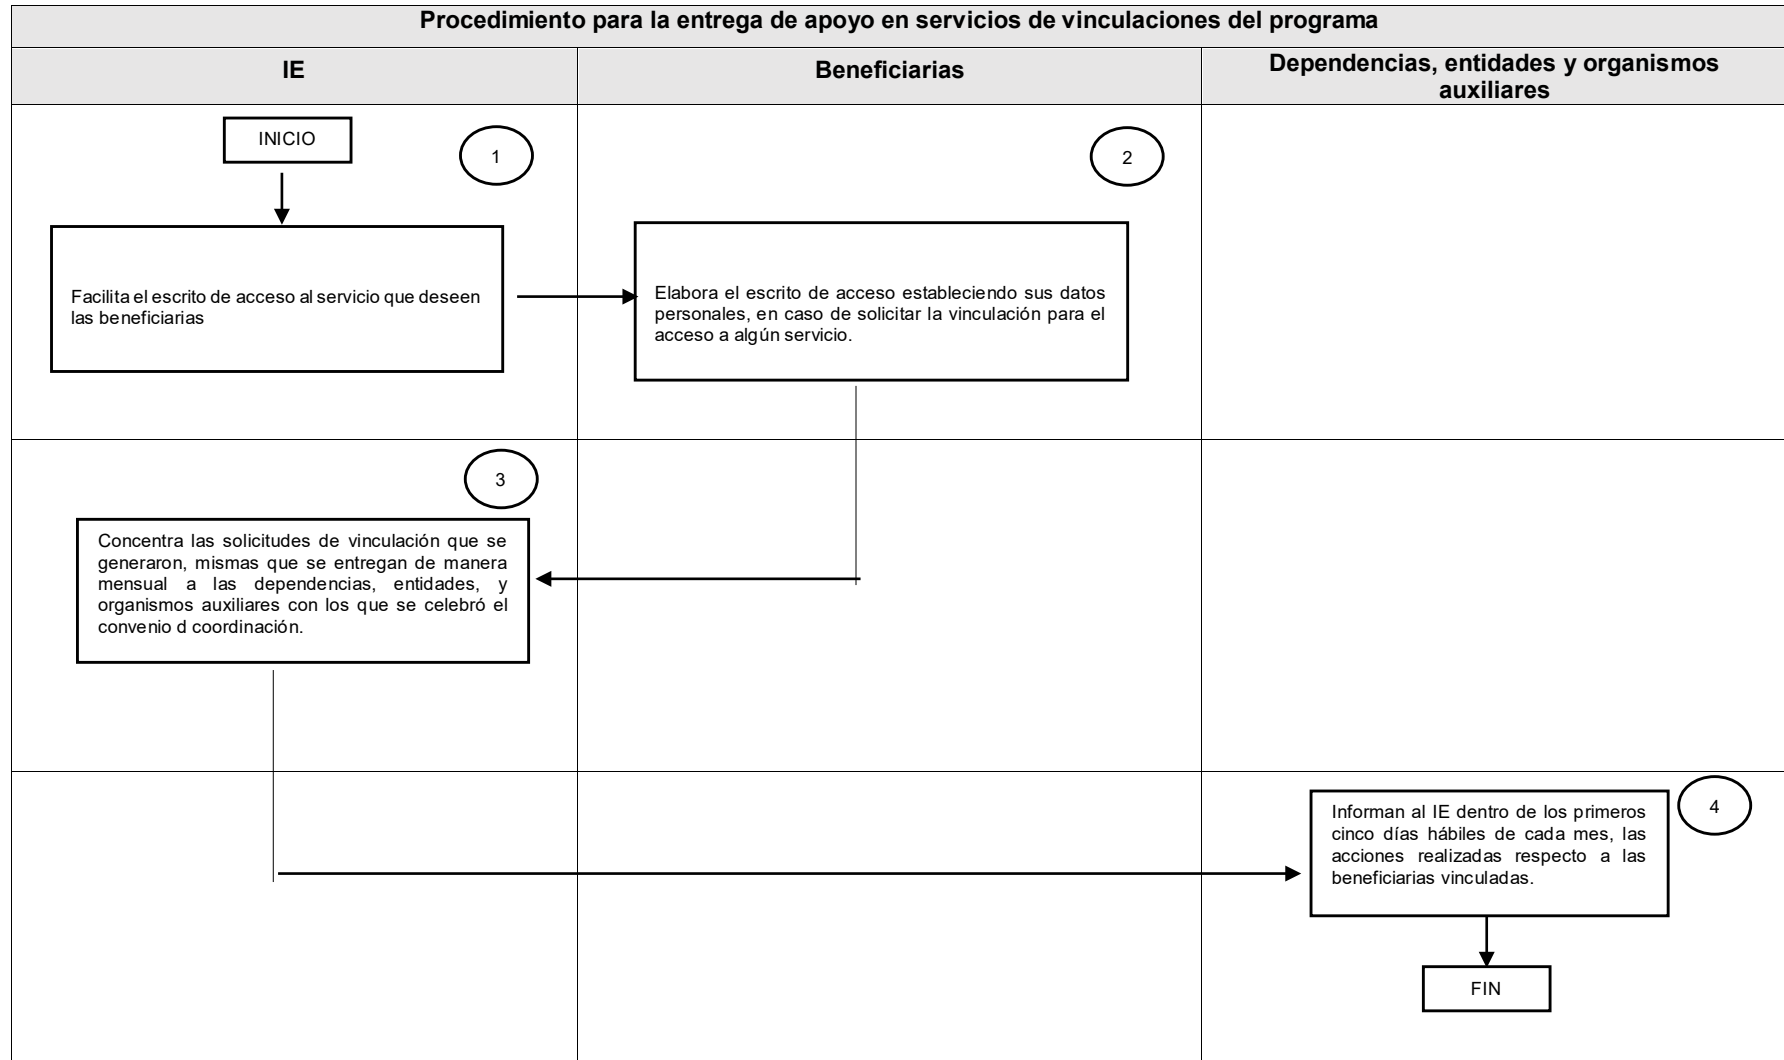 Procedimiento para la entrega de apoyo en servicios de vinculaciones del programa
IE
Beneficiarias
Dependencias, entidades y organismos
auxiliares
INICIO
1
2
Facilita el escrito de acceso al servicio que deseen
las beneficiarias
Elabora el escrito de acceso estableciendo sus datos
personales, en caso de solicitar la vinculación para el
acceso a algún servicio.
3
Concentra las solicitudes de vinculación que se
generaron, mismas que se entregan de manera
mensual a las dependencias, entidades, y
organismos auxiliares con los que se celebró el
convenio d coordinación.
4
Informan al IE dentro de los primeros
cinco días hábiles de cada mes, las
acciones realizadas respecto a las
beneficiarias vinculadas.
FIN